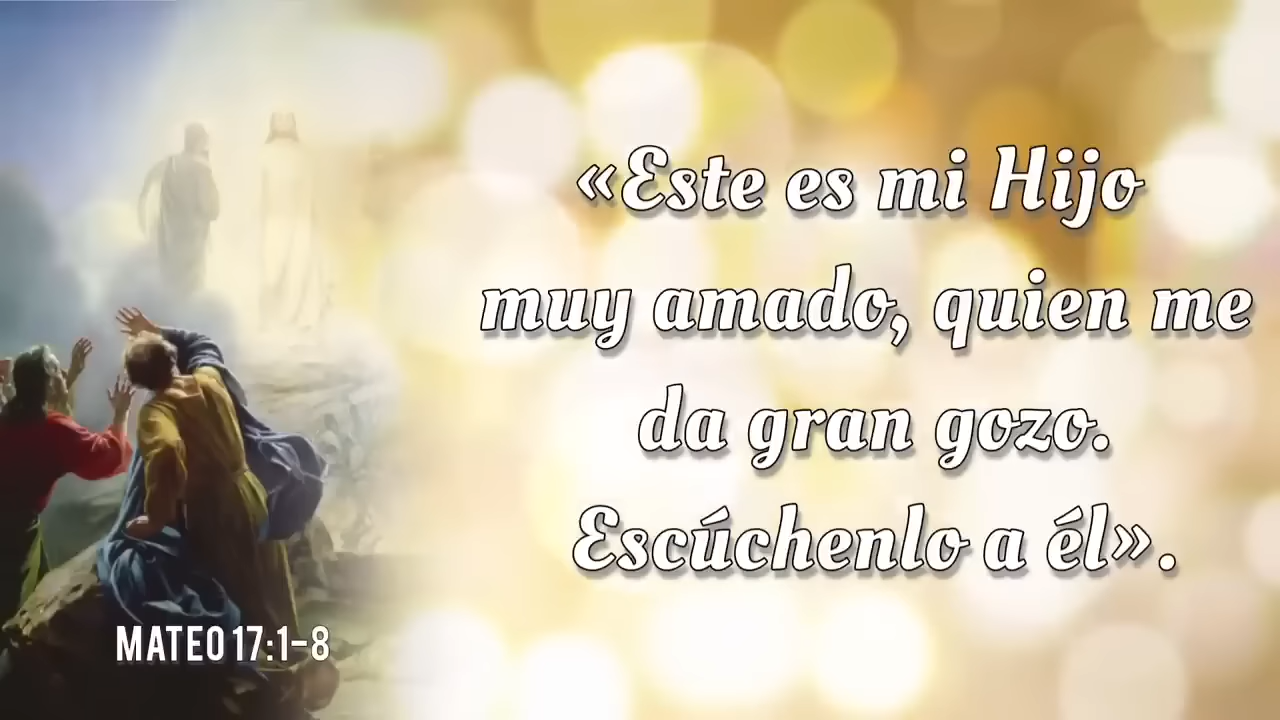 «Este es mi Hijo
muy amado, quien me
da gran gozo.
Escúchenlo a él».
MATEO 17:1-8